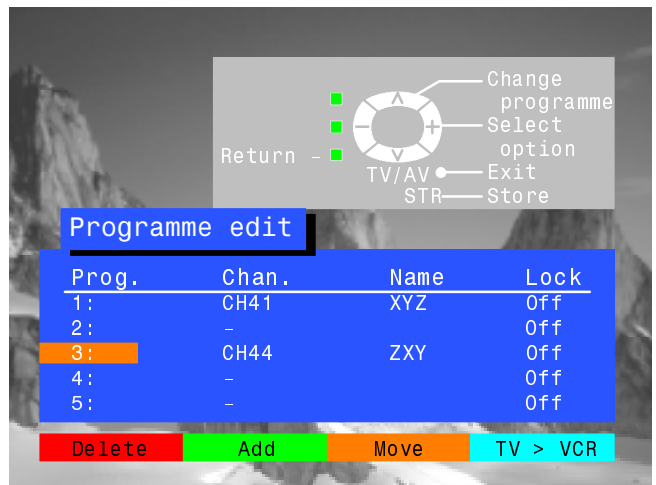 Change
programme
Select
option
Return –
TV/AV Exit
STR Store
Programme edit
Prog. Chan. Name Lock
1: CH41 XYZ Off
2: – Off
3: CH44 ZXY Off
4: – Off
5: – Off
Delete Add Move TV > VCR